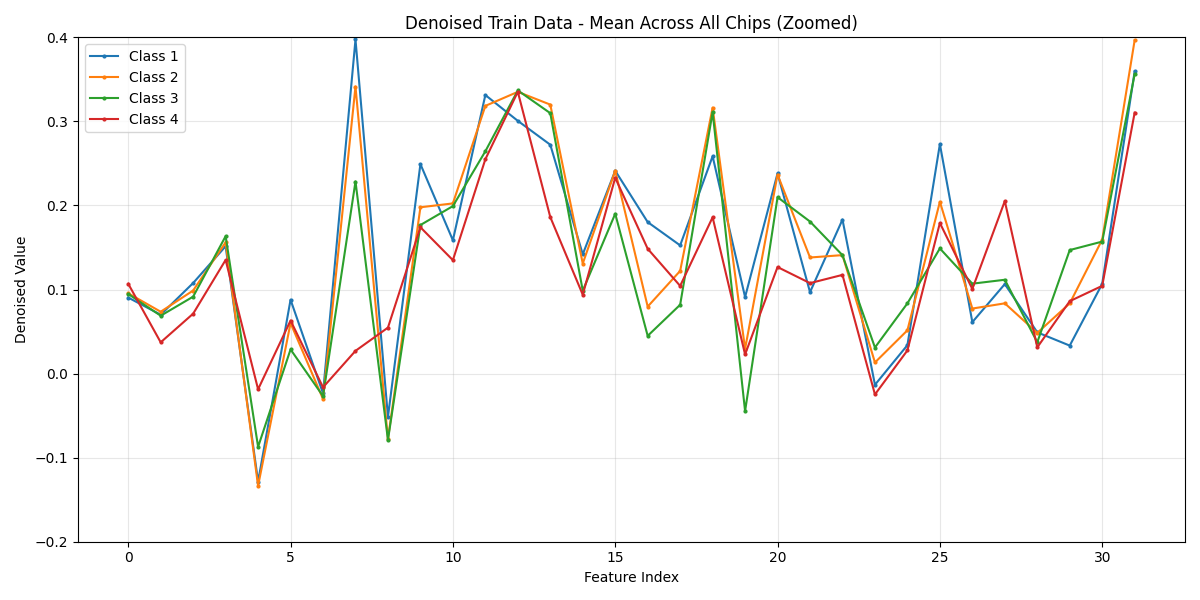 Denoised Train Data - Mean Across All Chips (Zoomed)
Class 1
Class 2
Class 3
Class 4
Denoised Value
0.4
0.3
0.2
0.1
0.0
−0.1
−0.2
0 5 10 15 20 25 30
Feature Index